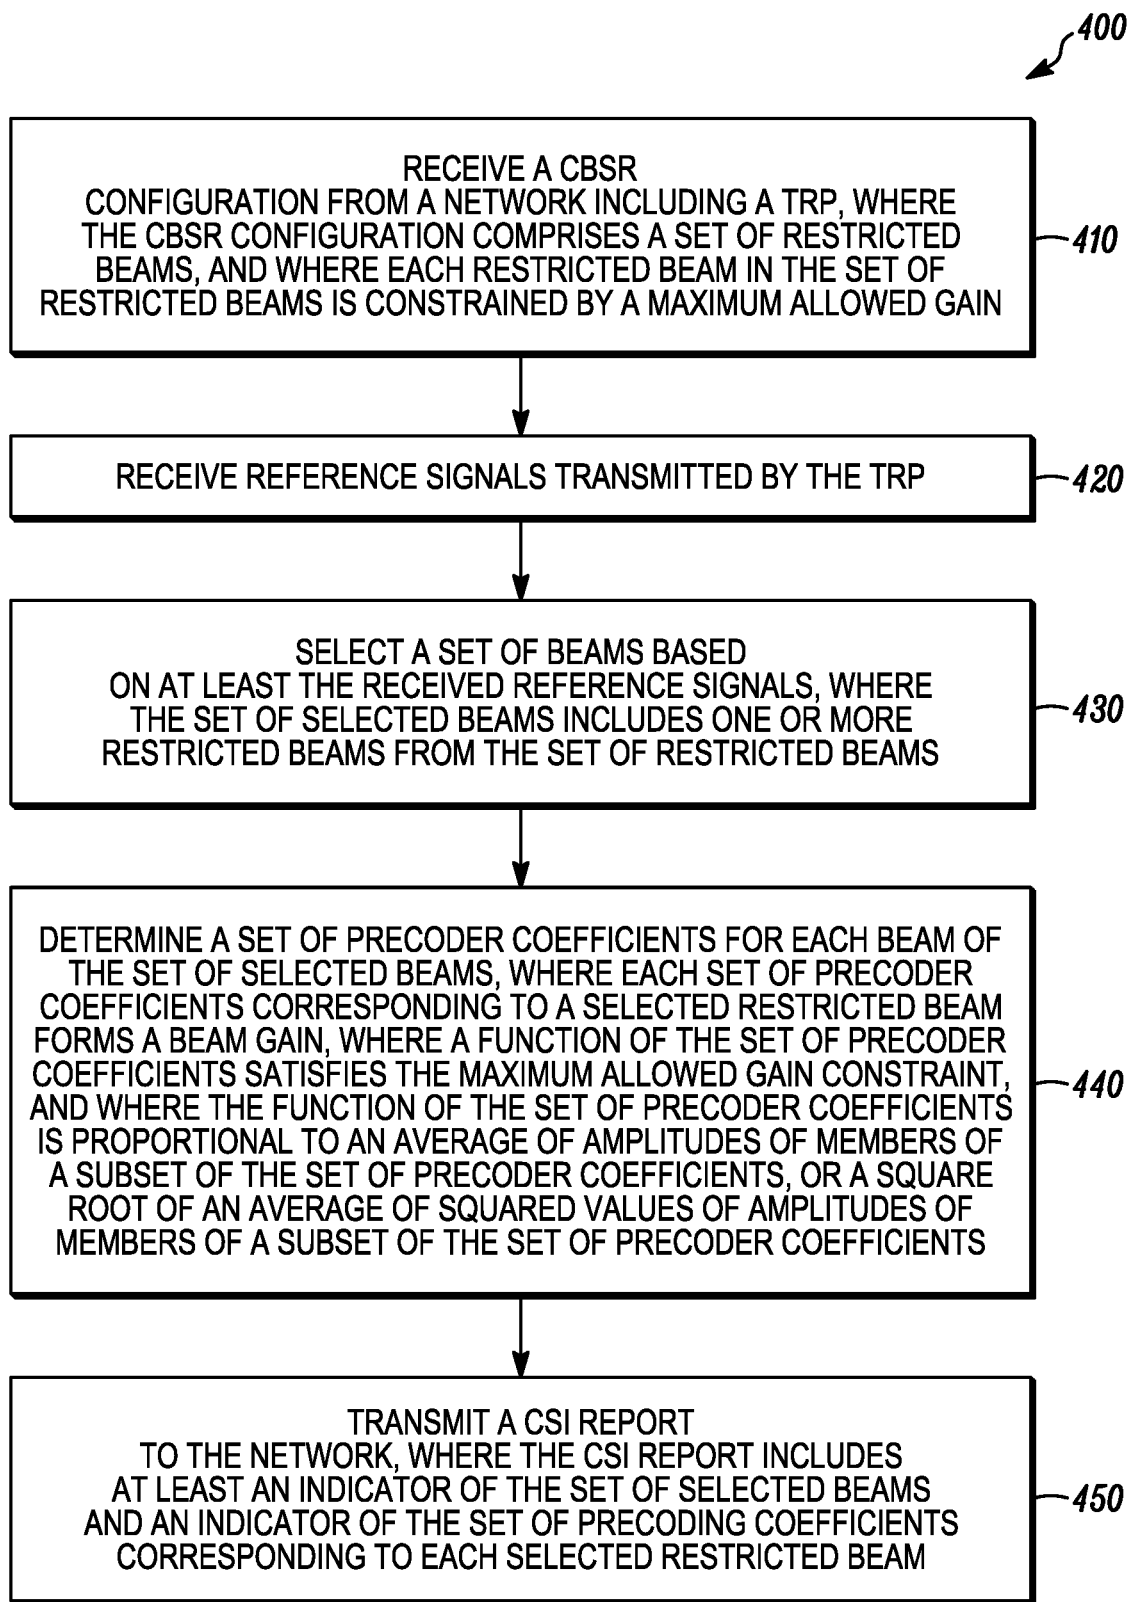 400
RECEIVE A CBSR
CONFIGURATION FROM A NETWORK INCLUDING A TRP, WHERE
THE CBSR CONFIGURATION COMPRISES A SET OF RESTRICTED
BEAMS, AND WHERE EACH RESTRICTED BEAM IN THE SET OF
RESTRICTED BEAMS IS CONSTRAINED BY A MAXIMUM ALLOWED GAIN
410
RECEIVE REFERENCE SIGNALS TRANSMITTED BY THE TRP
420
SELECT A SET OF BEAMS BASED
ON AT LEAST THE RECEIVED REFERENCE SIGNALS, WHERE
THE SET OF SELECTED BEAMS INCLUDES ONE OR MORE
RESTRICTED BEAMS FROM THE SET OF RESTRICTED BEAMS
430
DETERMINE A SET OF PRECODER COEFFICIENTS FOR EACH BEAM OF
THE SET OF SELECTED BEAMS, WHERE EACH SET OF PRECODER
COEFFICIENTS CORRESPONDING TO A SELECTED RESTRICTED BEAM
FORMS A BEAM GAIN, WHERE A FUNCTION OF THE SET OF PRECODER
COEFFICIENTS SATISFIES THE MAXIMUM ALLOWED GAIN CONSTRAINT,
AND WHERE THE FUNCTION OF THE SET OF PRECODER COEFFICIENTS
IS PROPORTIONAL TO AN AVERAGE OF AMPLITUDES OF MEMBERS OF
A SUBSET OF THE SET OF PRECODER COEFFICIENTS, OR A SQUARE
ROOT OF AN AVERAGE OF SQUARED VALUES OF AMPLITUDES OF
MEMBERS OF A SUBSET OF THE SET OF PRECODER COEFFICIENTS
440
TRANSMIT A CSI REPORT
TO THE NETWORK, WHERE THE CSI REPORT INCLUDES
AT LEAST AN INDICATOR OF THE SET OF SELECTED BEAMS
AND AN INDICATOR OF THE SET OF PRECODING COEFFICIENTS
CORRESPONDING TO EACH SELECTED RESTRICTED BEAM
450